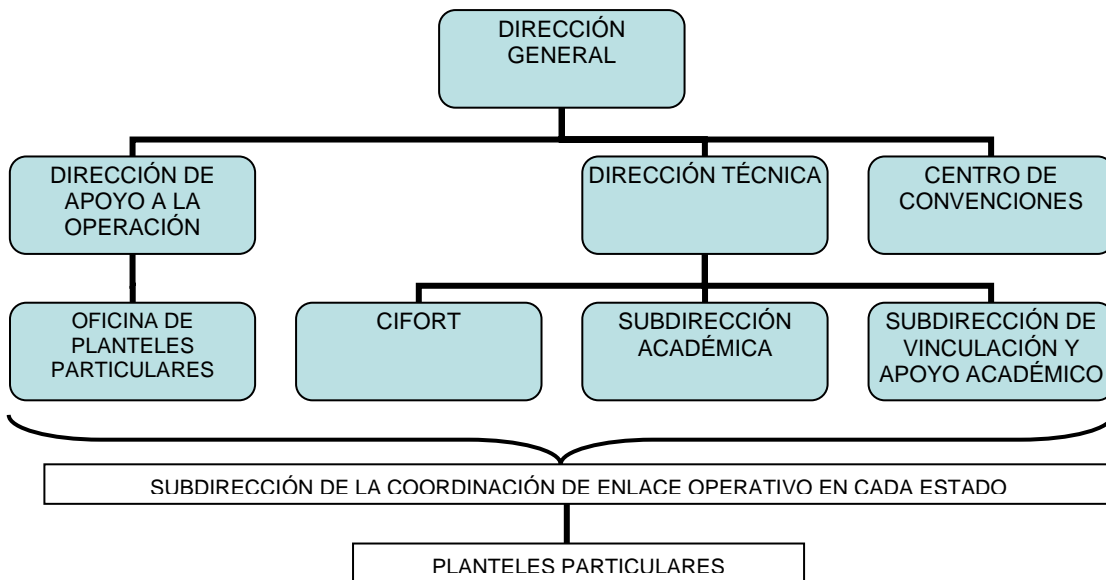 DIRECCIÓN
GENERAL
DIRECCIÓN DE
APOYO A LA
OPERACIÓN
DIRECCIÓN TÉCNICA
CENTRO DE
CONVENCIONES
OFICINA DE
PLANTELES
PARTICULARES
CIFORT
SUBDIRECCIÓN
ACADÉMICA
SUBDIRECCIÓN DE
VINCULACIÓN Y
APOYO ACADÉMICO
SUBDIRECCIÓN DE LA COORDINACIÓN DE ENLACE OPERATIVO EN CADA ESTADO
PLANTELES PARTICULARES